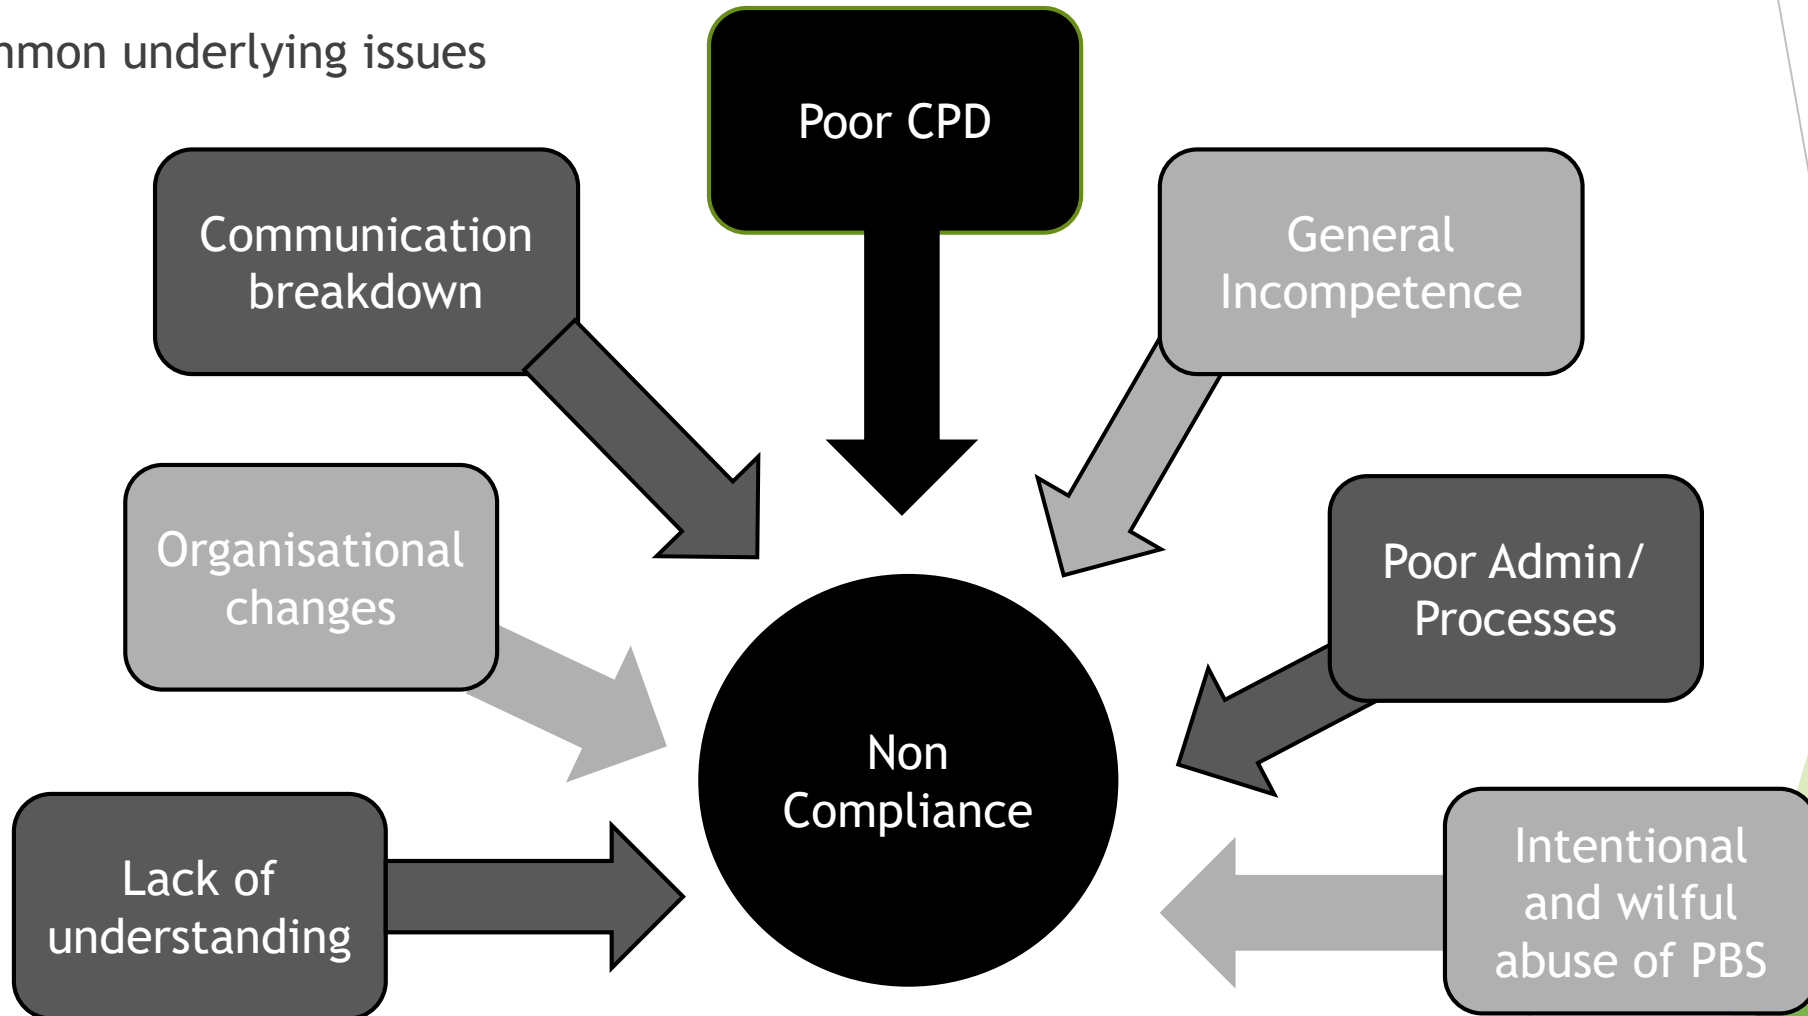 mmon underlying issues
Poor CPD
Communication
breakdown
General
Incompetence
Organisational
changes
Poor Admin/
Processes
Non
Compliance
Lack of
understanding
Intentional
and wilful
abuse of PBS